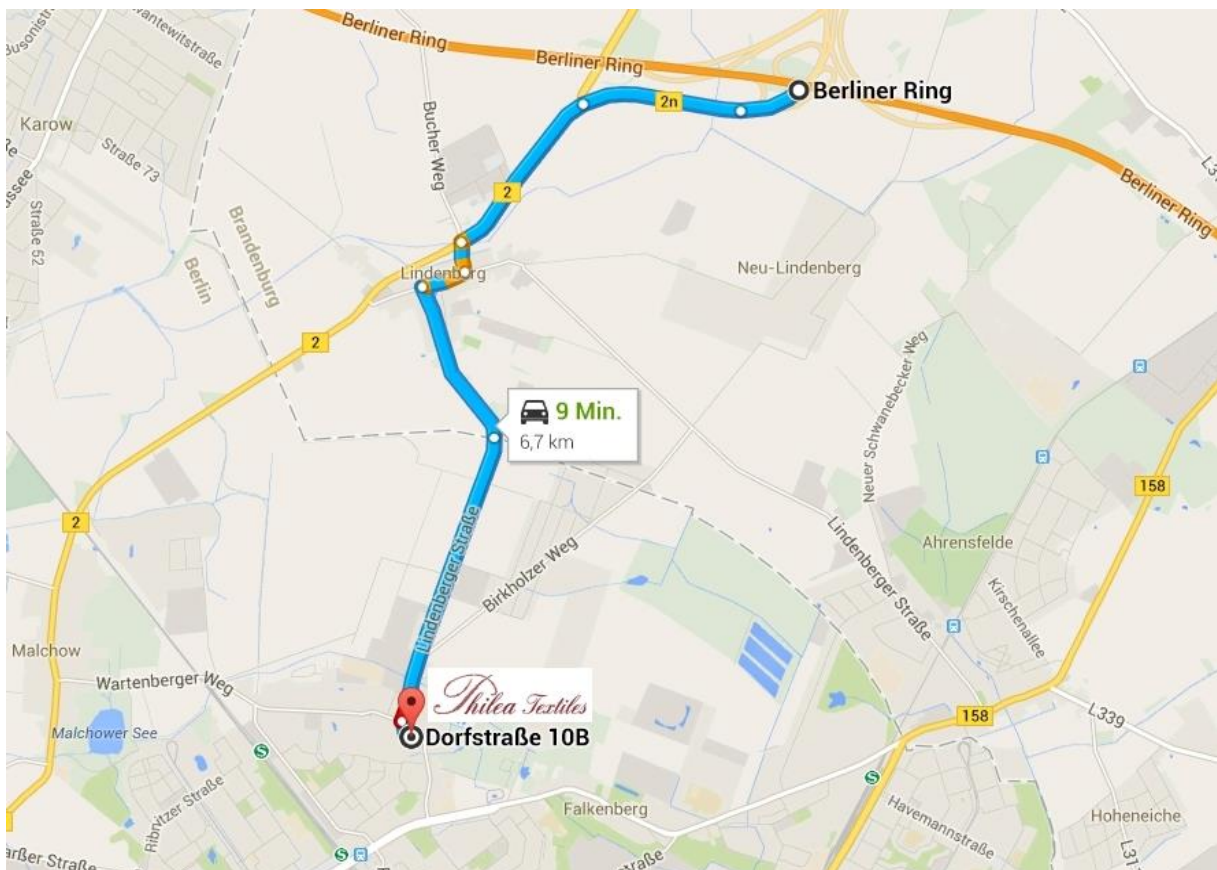 Berliner Ring
Berliner Ring
Berliner Ring
2
2n
Karow
Straße 73
Straße 52
Bucher Weg
2
Berliner Ring
Brandenburg
Berlin
Lindenberg
Neu-Lindenberg
2
Neuer Schwanebecker Weg
9 Min.
6,7 km
158
2
Lindenberger Straße
Birkholzer Weg
Lindenberger Straße
Ahrensfelde
Kirschenallee
Malchow
Wartenberger Weg
Philea Textiles
Dorfstraße 10B
Malchower See
158
L339
S
S
Ribnitzer Straße
Falkenberg
Havemannstraße
Hoheneiche
S